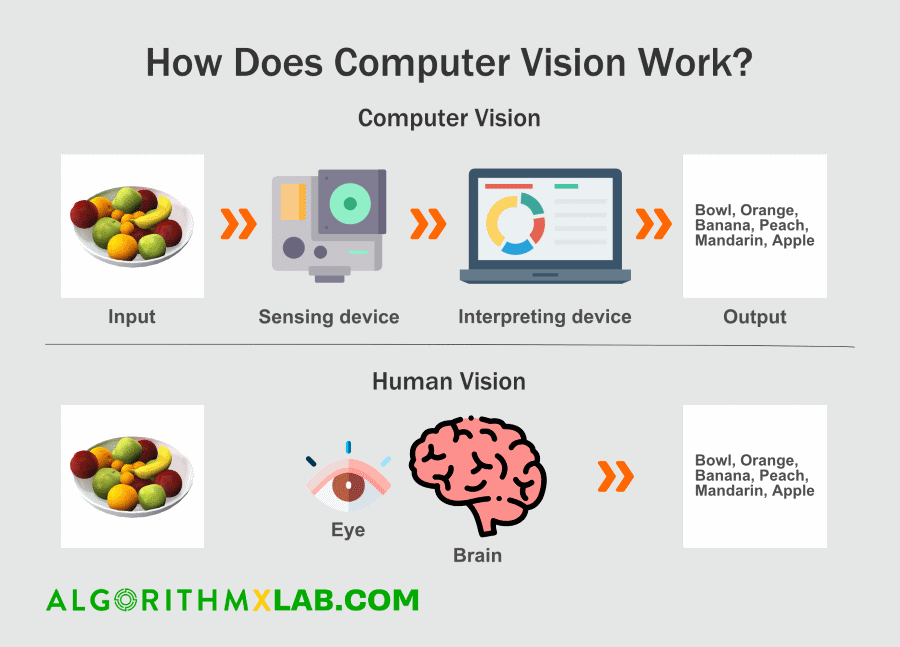 How Does Computer Vision Work?
Computer Vision
Bowl, Orange,
Banana, Peach,
Mandarin, Apple
Input
Sensing device
Interpreting device
Output
Human Vision
Bowl, Orange,
Banana, Peach,
Mandarin, Apple
Eye
Brain
ALGORITHMXLAB.COM